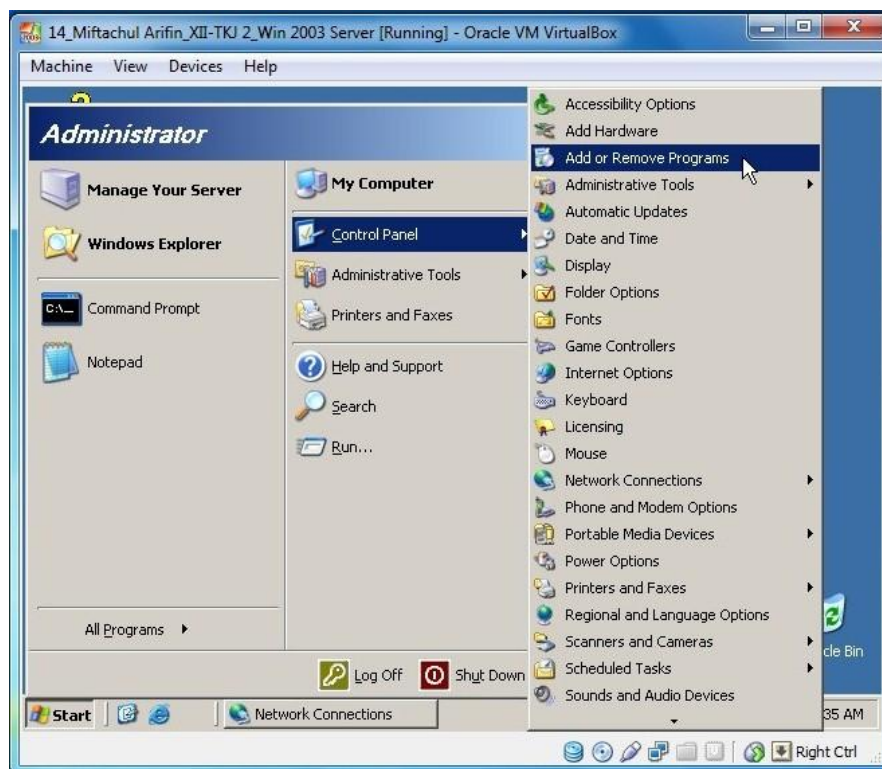 14_Miftachul Arifin_XII-TKJ 2_Win 2003 Server [Running] - Oracle VM VirtualBox
Machine View Devices Help
Administrator
Manage Your Server
Windows Explorer
Command Prompt
Notepad
All Programs
My Computer
Control Panel
Administrative Tools
Printers and Faxes
Help and Support
Search
Run...
Log Off
Shut Down
Accessibility Options
Add Hardware
Add or Remove Programs
Administrative Tools
Automatic Updates
Date and Time
Display
Folder Options
Fonts
Game Controllers
Internet Options
Keyboard
Licensing
Mouse
Network Connections
Phone and Modem Options
Portable Media Devices
Power Options
Printers and Faxes
Regional and Language Options
Scanners and Cameras
Scheduled Tasks
Sounds and Audio Devices
cle Bin
Start
Network Connections
35 AM
Right Ctrl